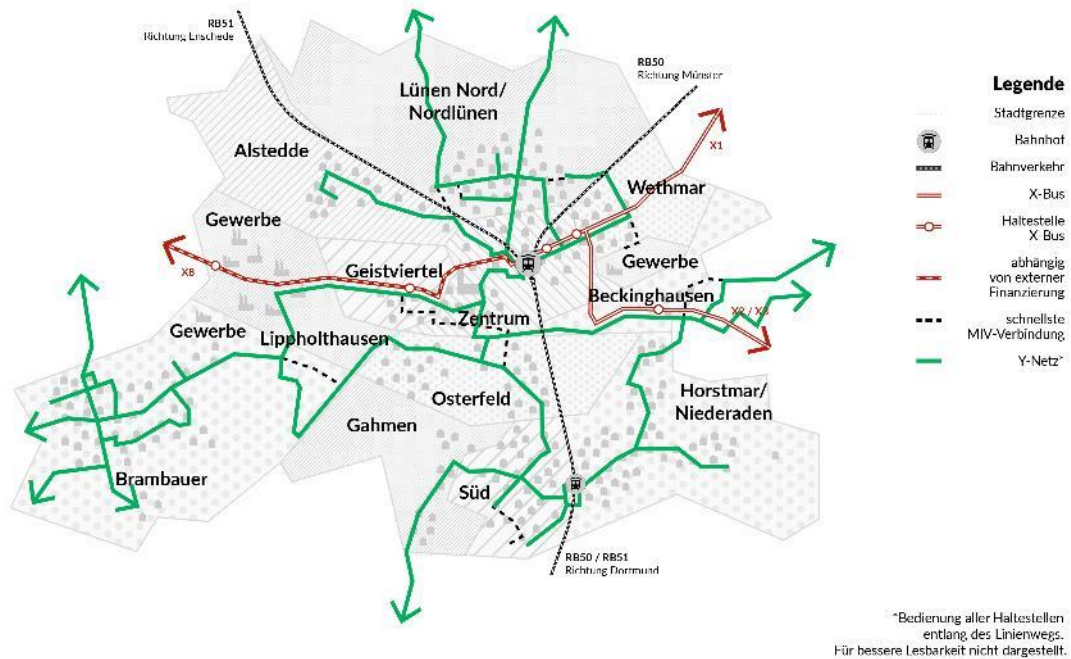 RB51
Richtung Enschede
RB50
Richtung Münster
Lünen Nord/
Nordlünen
X1
Alstedde
Wethmar
Gewerbe
X8
Geistviertel
Gewerbe
Beckinghausen
X2 / X3
Zentrum
Gewerbe
Lippholthausen
Osterfeld
Horstmar/
Niederaden
Gahmen
Brambauer
Süd
RB50 / RB51
Richtung Dortmund
Legende
Stadtgrenze
Bahnhof
Bahnverkehr
X-Bus
Haltestelle
X-Bus
abhängig
von externer
Finanzierung
schnellste
MIV-Verbindung
Y-Netz*
*Bedienung aller Haltestellen
entlang des Linienwegs.
Für bessere Lesbarkeit nicht dargestellt.